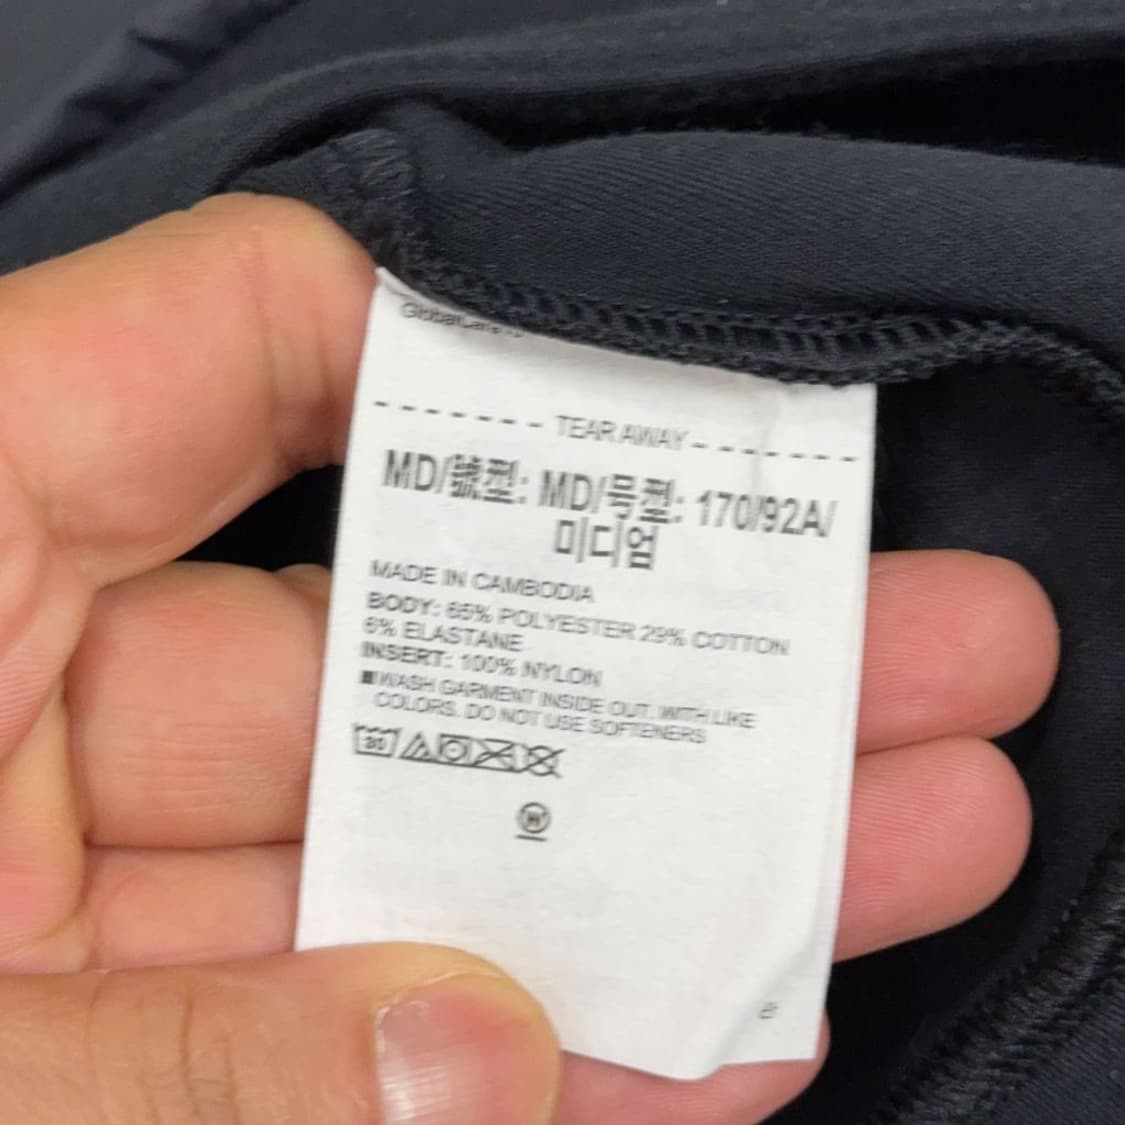 TEAR AWAY
MD/號型: MD/号型: 170/92A/
미디엄
MADE IN CAMBODIA
BODY: 65% POLYESTER 29% COTTON
6% ELASTANE
INSERT: 100% NYLON
WASH GARMENT INSIDE OUT. WITH LIKE
COLORS. DO NOT USE SOFTENERS
30
W